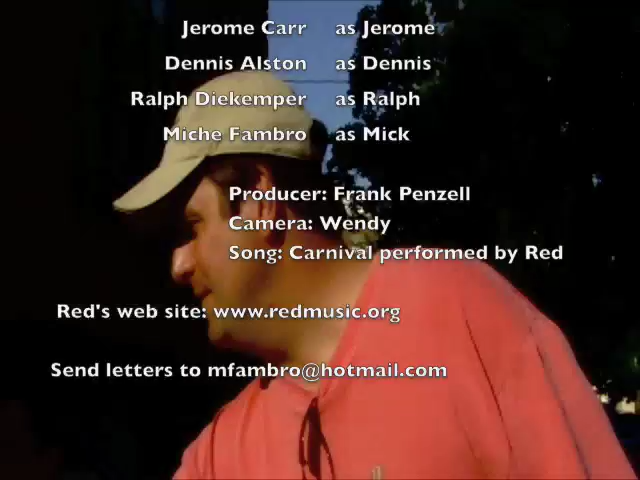 Jerome Carr as Jerome
Dennis Alston as Dennis
Ralph Diekemper as Ralph
Miche Fambro as Mick
Producer: Frank Penzell
Camera: Wendy
Song: Carnival performed by Red
Red's web site: www.redmusic.org
Send letters to mfambro@hotmail.com